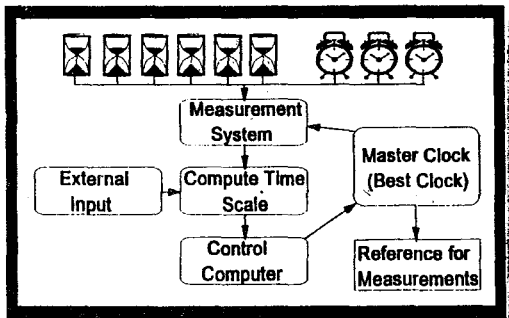 Measurement
System
Master Clock
(Best Clock)
External
Input
Compute Time
Scale
Control
Computer
Reference for
Measurements